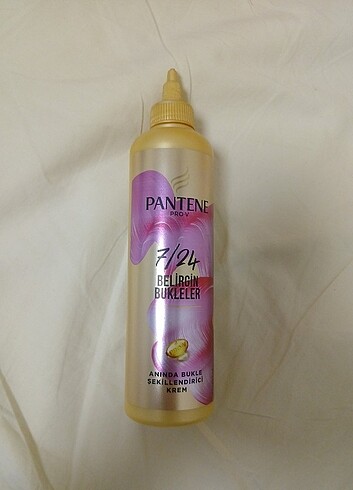 PANTENE
PRO V
7/24
BELİRGİN
BUKLELER
ANINDA BUKLE
ŞEKİLLENDİRİCİ
KREM